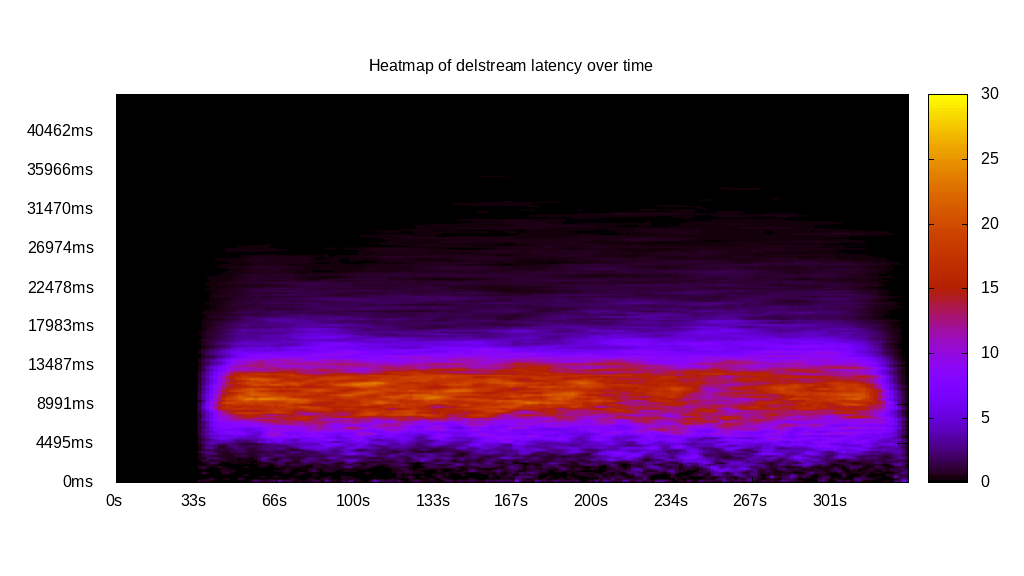 Heatmap of delstream latency over time
40462ms
35966ms
31470ms
26974ms
22478ms
17983ms
13487ms
8991ms
4495ms
0ms
0s 33s 66s 100s 133s 167s 200s 234s 267s 301s
30
25
20
15
10
5
0